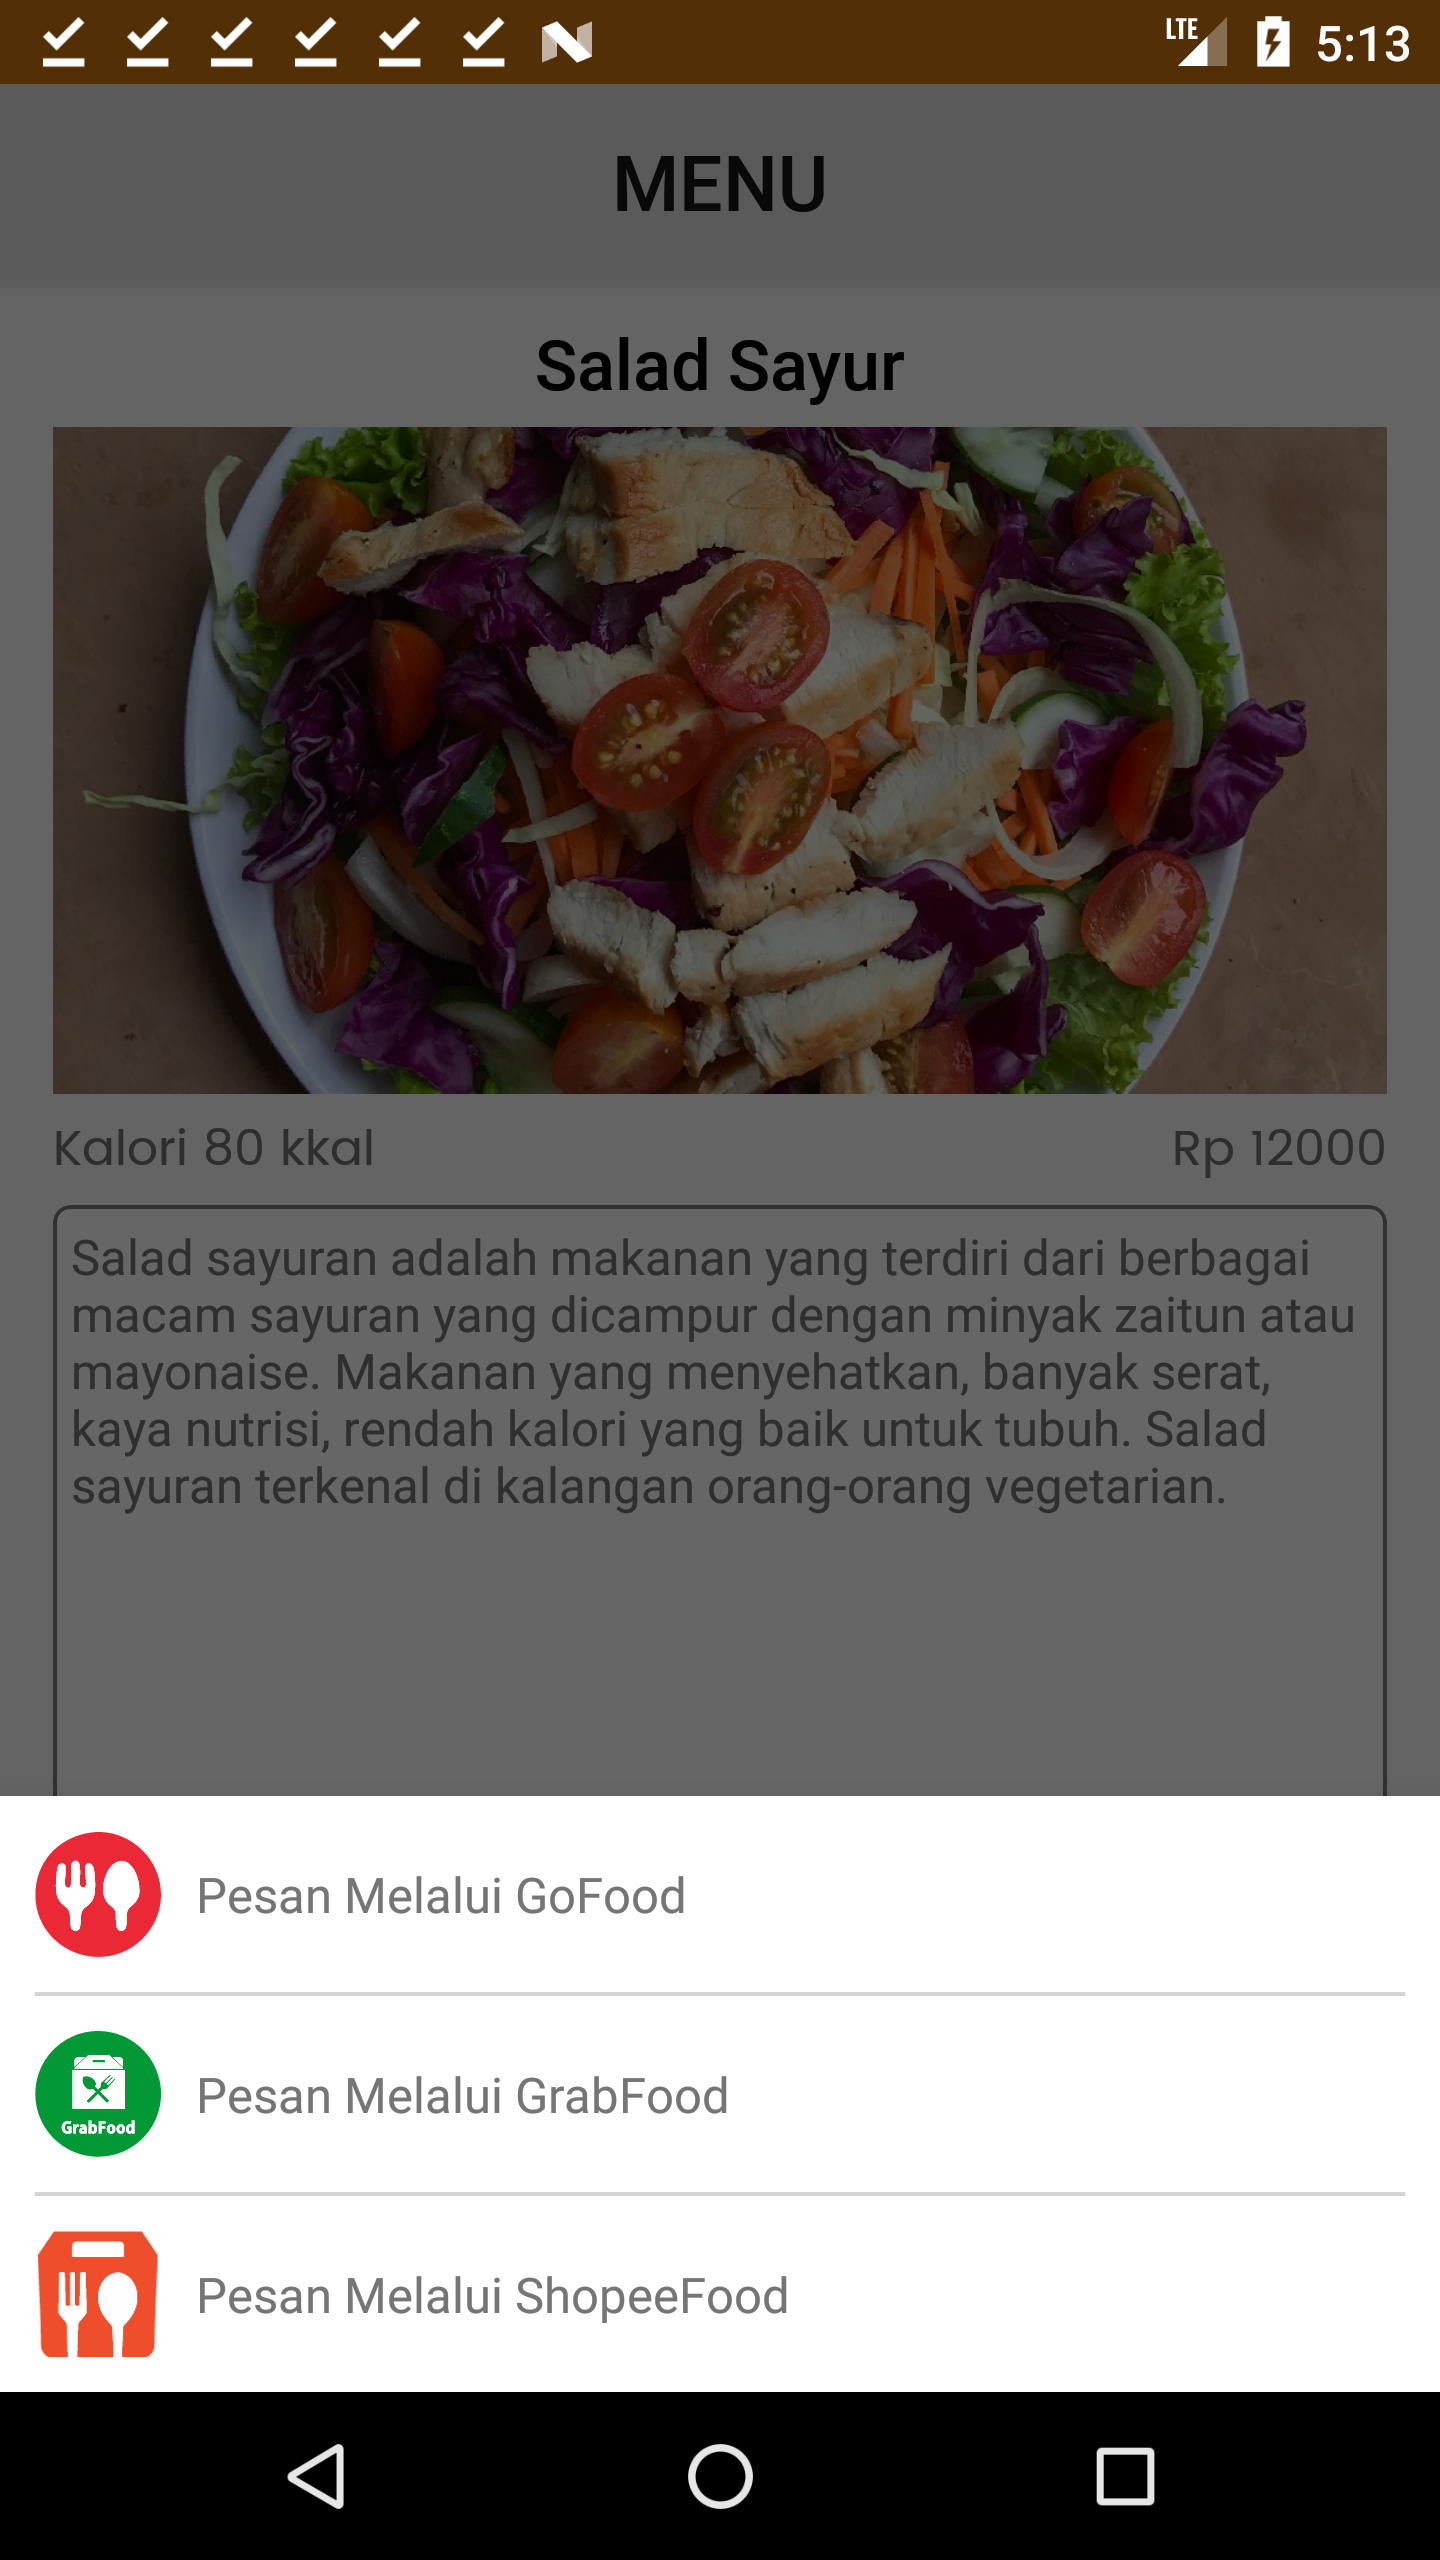 LTE 5:13
MENU
Salad Sayur
Kalori 80 kkal Rp 12000
Salad sayuran adalah makanan yang terdiri dari berbagai
macam sayuran yang dicampur dengan minyak zaitun atau
mayonaise. Makanan yang menyehatkan, banyak serat,
kaya nutrisi, rendah kalori yang baik untuk tubuh. Salad
sayuran terkenal di kalangan orang-orang vegetarian.
Pesan Melalui GoFood
GrabFood
Pesan Melalui GrabFood
Pesan Melalui ShopeeFood